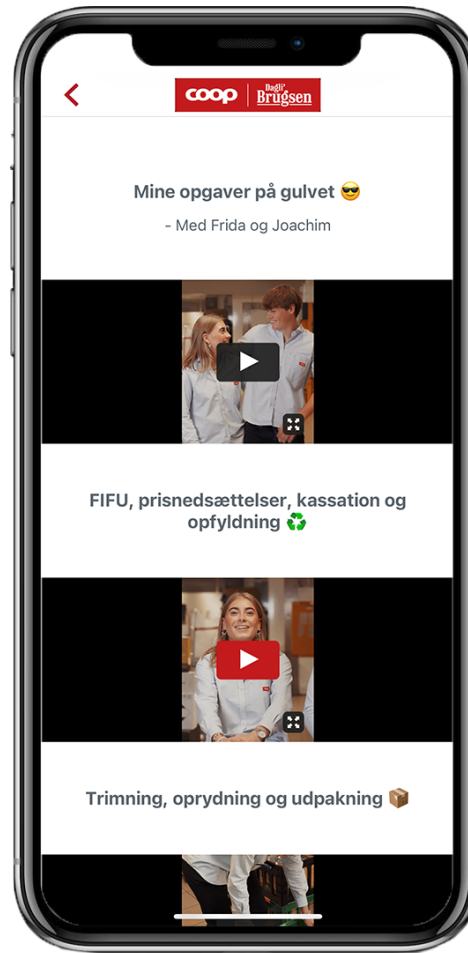 coop Dagli'
Brugsen
Mine opgaver på gulvet 😎
- Med Frida og Joachim
FIFU, prisnedsættelser, kassation og
opfyldning ♻️
Trimning, oprydning og udpakning 📦